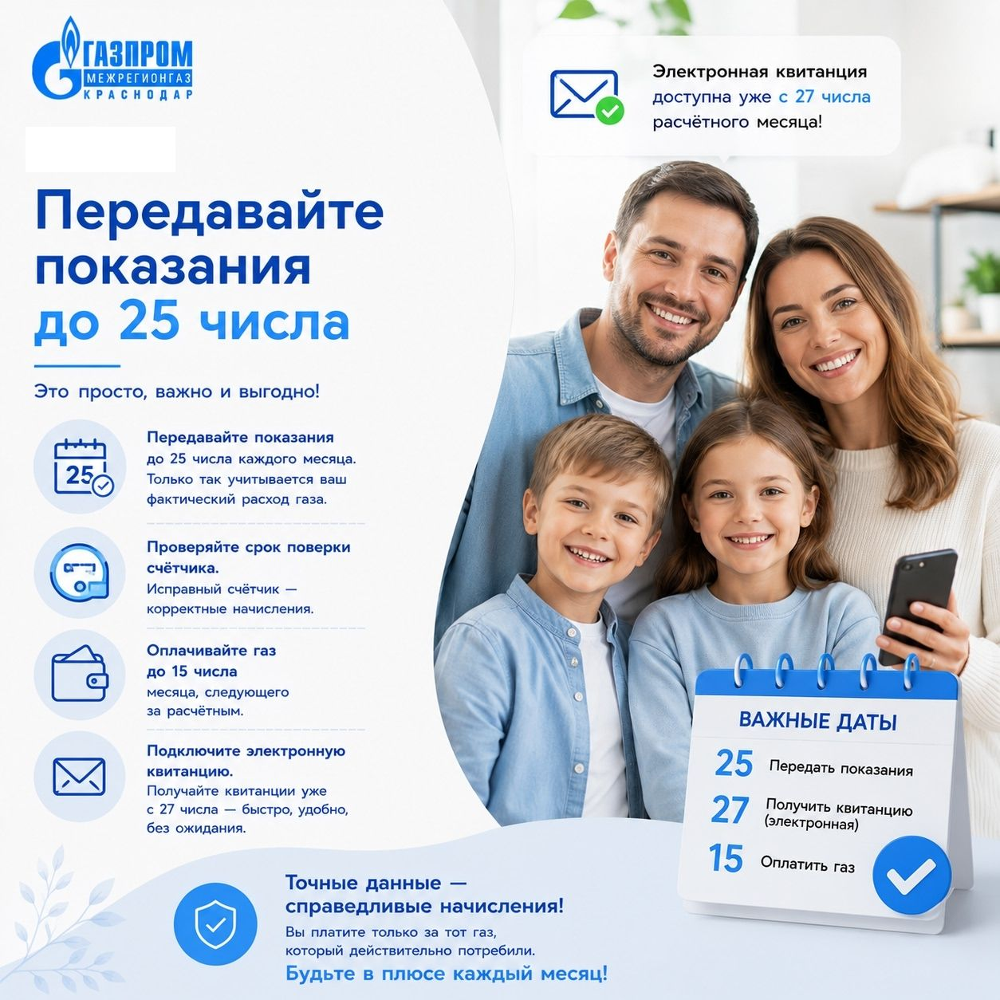 ГАЗПРОМ
МЕЖРЕГИОНГАЗ
КРАСНОДАР
Электронная квитанция
доступна уже с 27 числа
расчётного месяца!
Передавайте
показания
до 25 числа
Это просто, важно и выгодно!
25
Передавайте показания
до 25 числа каждого месяца.
Только так учитывается ваш
фактический расход газа.
Проверяйте срок поверки
счётчика.
Исправный счётчик —
корректные начисления.
Оплачивайте газ
до 15 числа
месяца, следующего
за расчётным.
Подключите электронную
квитанцию.
Получайте квитанции уже
с 27 числа — быстро, удобно,
без ожидания.
ВАЖНЫЕ ДАТЫ
25 Передать показания
27 Получить квитанцию
(электронная)
15 Оплатить газ
Точные данные —
справедливые начисления!
Вы платите только за тот газ,
который действительно потребили.
Будьте в плюсе каждый месяц!